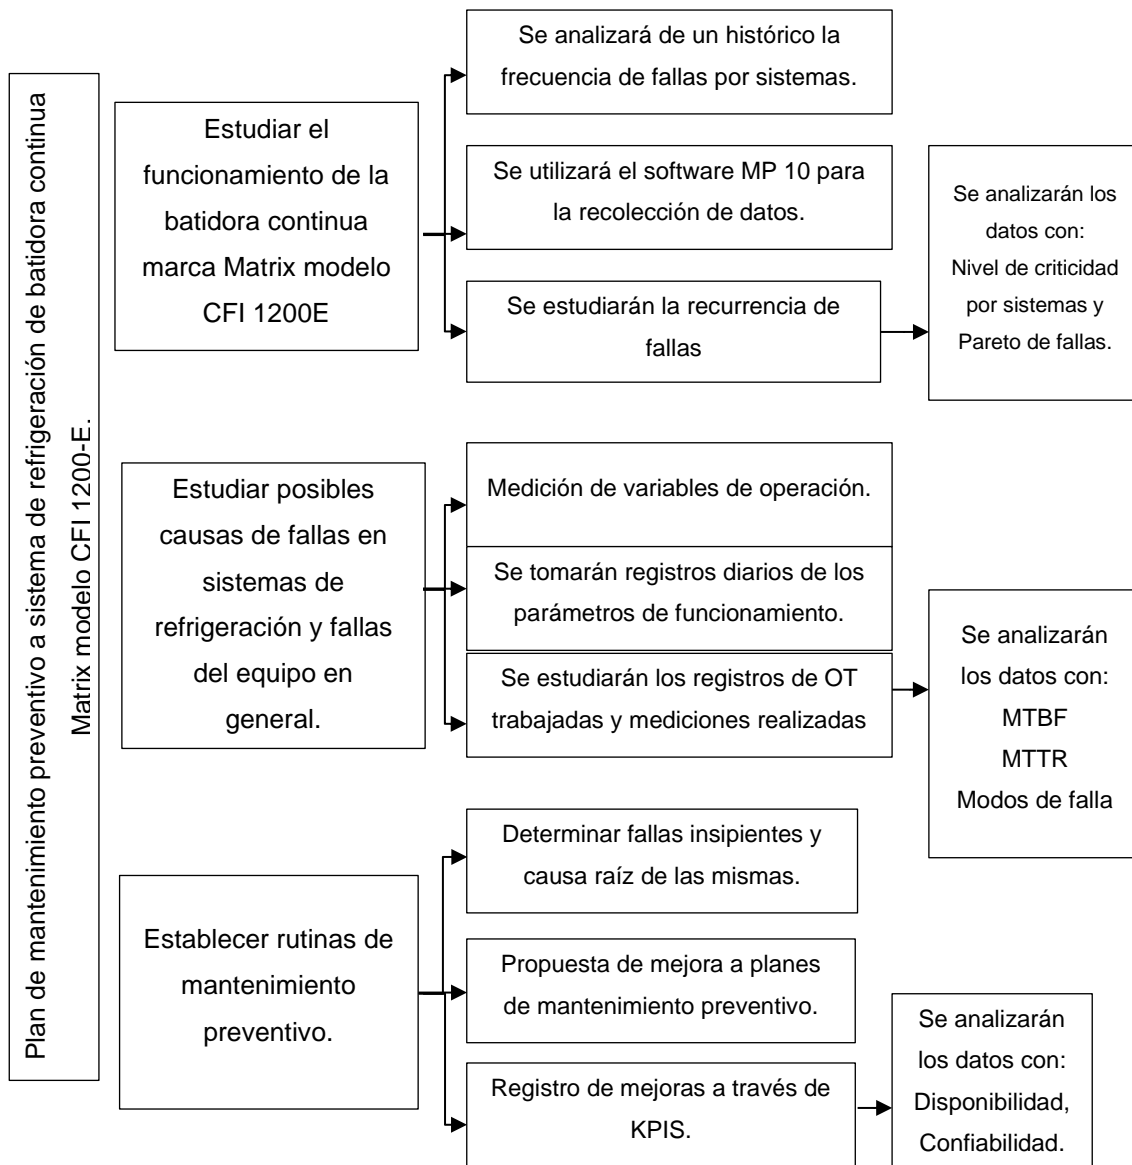 Plan de mantenimiento preventivo a sistema de refrigeración de batidora continua
Matrix modelo CFI 1200-E.
Estudiar el
funcionamiento de la
batidora continua
marca Matrix modelo
CFI 1200E
Se analizará de un histórico la
frecuencia de fallas por sistemas.
Se utilizará el software MP 10 para
la recolección de datos.
Se estudiarán la recurrencia de
fallas
Se analizarán los
datos con:
Nivel de criticidad
por sistemas y
Pareto de fallas.
Estudiar posibles
causas de fallas en
sistemas de
refrigeración y fallas
del equipo en
general.
Medición de variables de operación.
Se tomarán registros diarios de los
parámetros de funcionamiento.
Se estudiarán los registros de OT
trabajadas y mediciones realizadas
Se analizarán
los datos con:
MTBF
MTTR
Modos de falla
Establecer rutinas de
mantenimiento
preventivo.
Determinar fallas insipientes y
causa raíz de las mismas.
Propuesta de mejora a planes
de mantenimiento preventivo.
Registro de mejoras a través de
KPIS.
Se analizarán
los datos con:
Disponibilidad,
Confiabilidad.